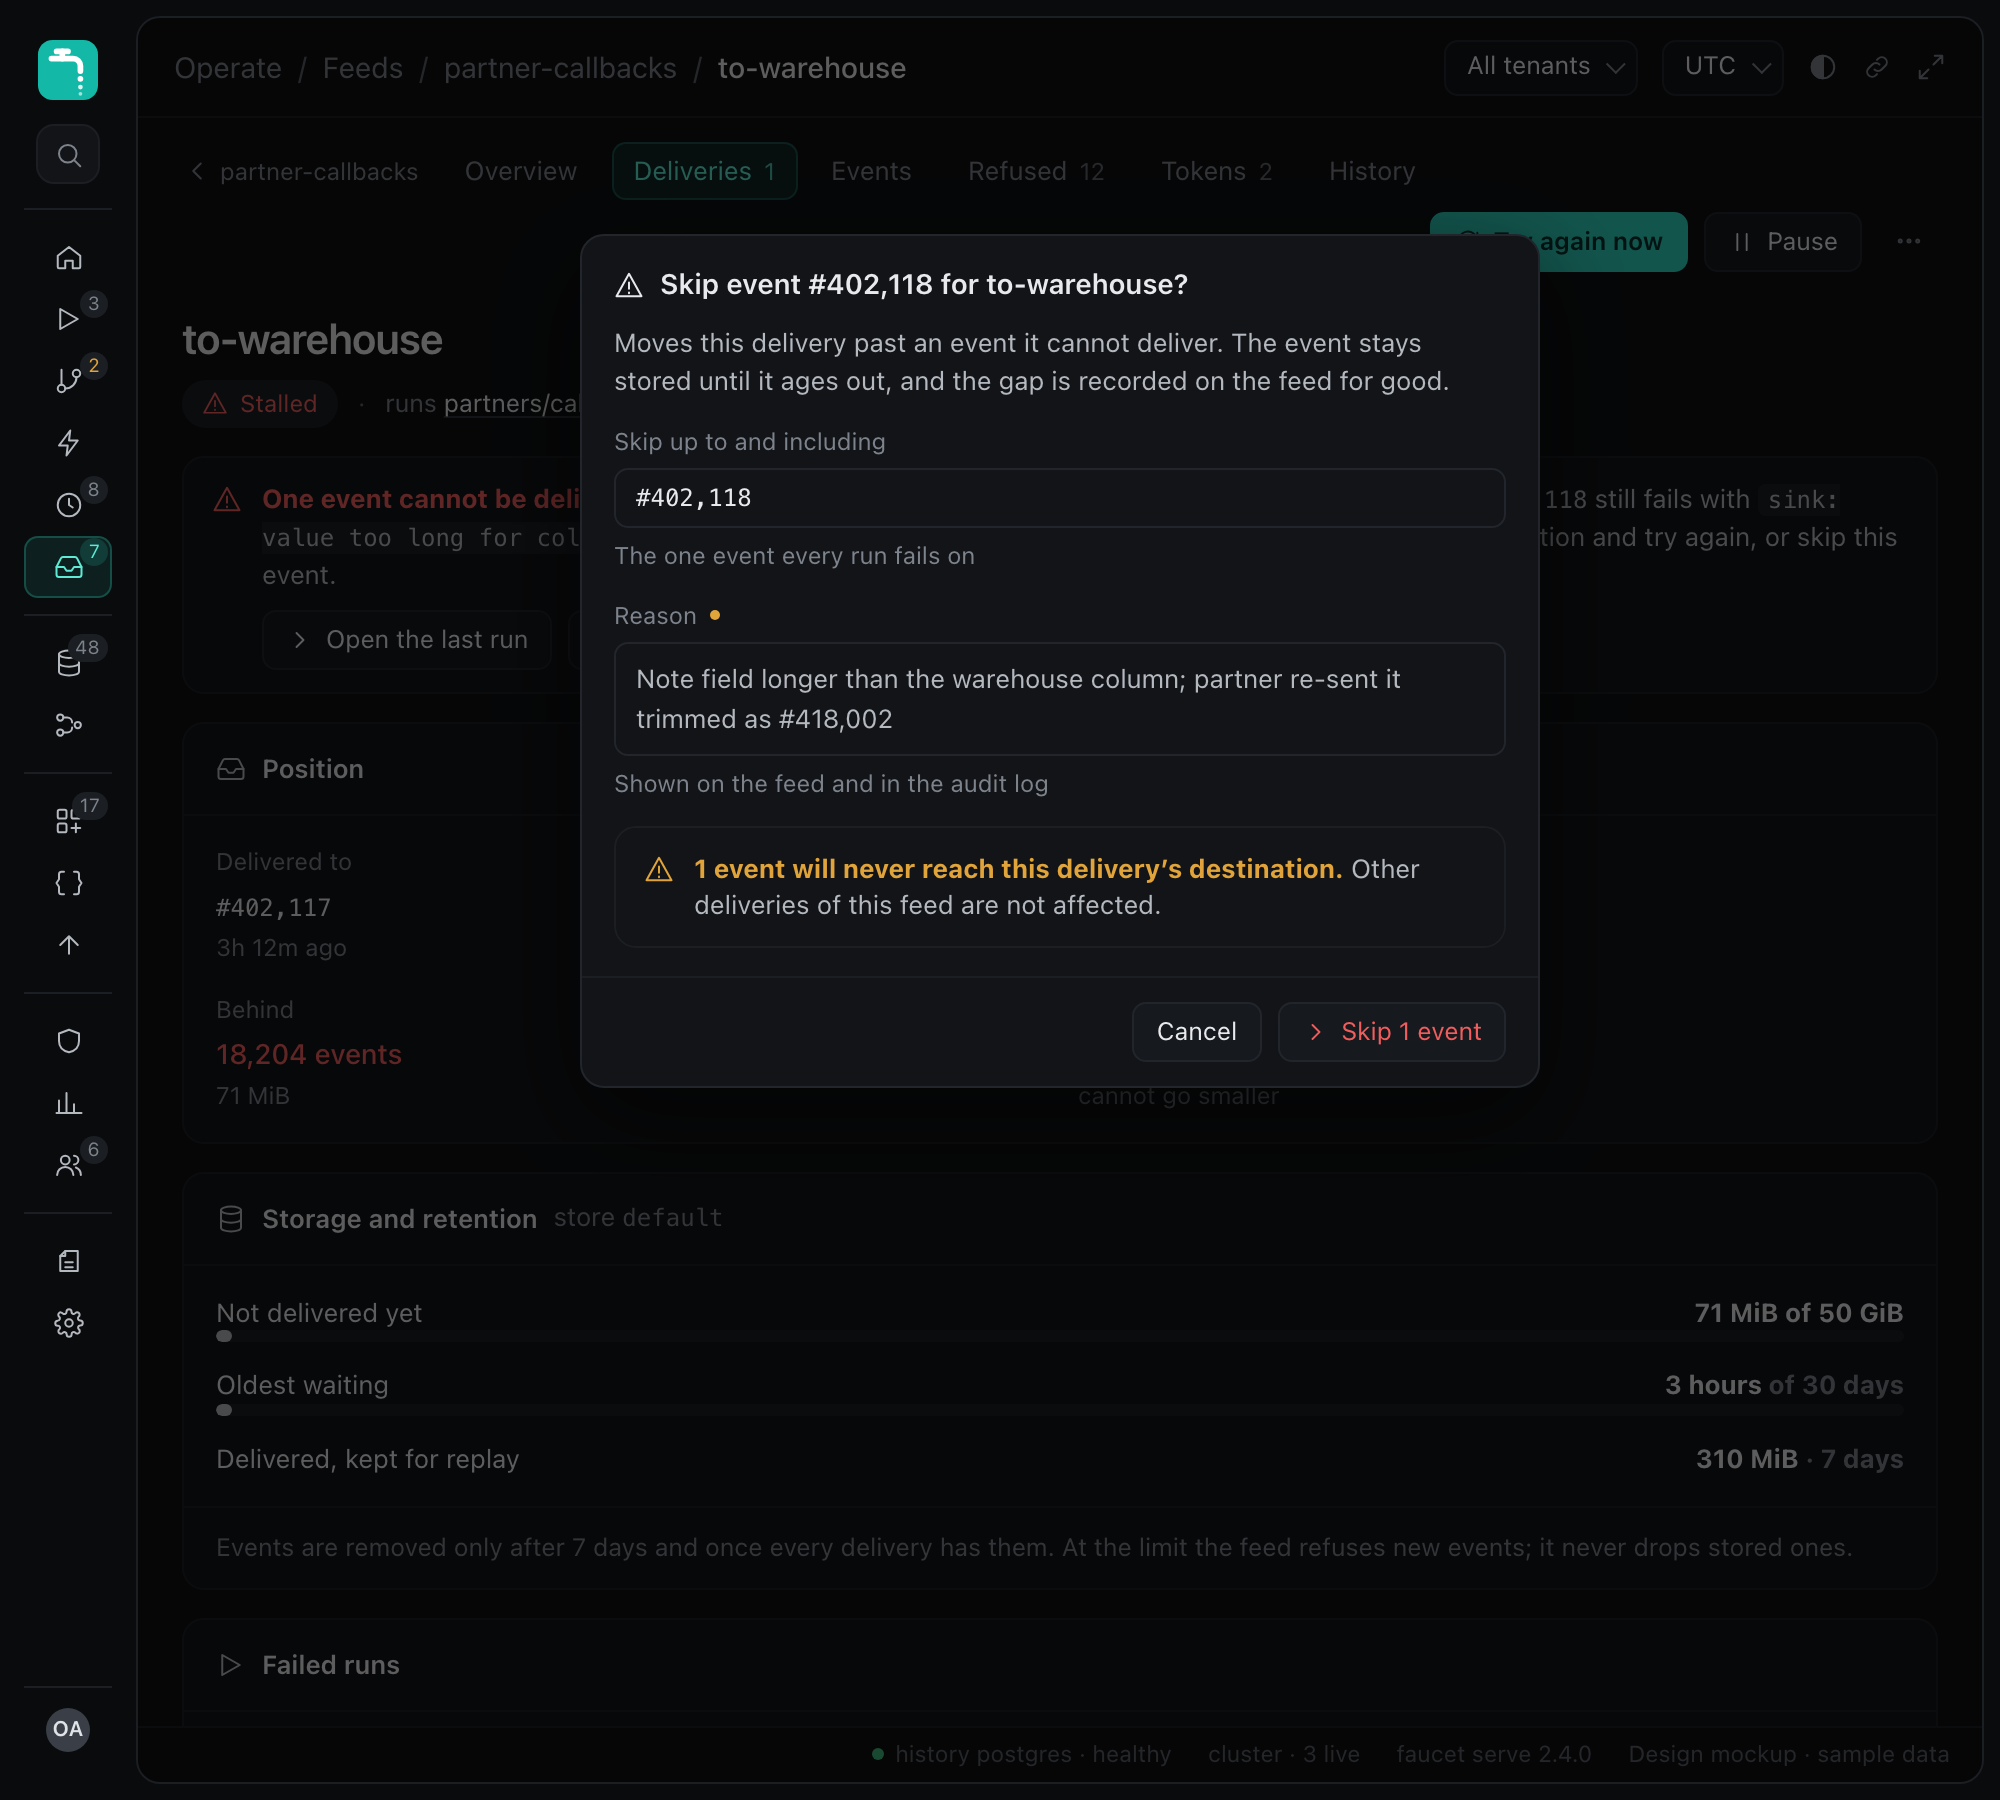 Operate / Feeds / partner-callbacks / to-warehouse
All tenants
UTC
partner-callbacks
Overview
Deliveries 1
Events
Refused 12
Tokens 2
History
again now
Pause
to-warehouse
Stalled · runs partners/cal
One event cannot be deli
118 still fails with sink:
value too long for col
tion and try again, or skip this
event.
Open the last run
Skip event #402,118 for to-warehouse?
Moves this delivery past an event it cannot deliver. The event stays
stored until it ages out, and the gap is recorded on the feed for good.
Skip up to and including
#402,118
The one event every run fails on
Reason
Note field longer than the warehouse column; partner re-sent it
trimmed as #418,002
Shown on the feed and in the audit log
1 event will never reach this delivery’s destination. Other
deliveries of this feed are not affected.
Cancel
Skip 1 event
Position
Delivered to
#402,117
3h 12m ago
Behind
18,204 events
71 MiB
cannot go smaller
Storage and retention store default
Not delivered yet
71 MiB of 50 GiB
Oldest waiting
3 hours of 30 days
Delivered, kept for replay
310 MiB · 7 days
Events are removed only after 7 days and once every delivery has them. At the limit the feed refuses new events; it never drops stored ones.
Failed runs
history postgres · healthy
cluster · 3 live
faucet serve 2.4.0
Design mockup · sample data
3
2
8
7
48
17
6
OA